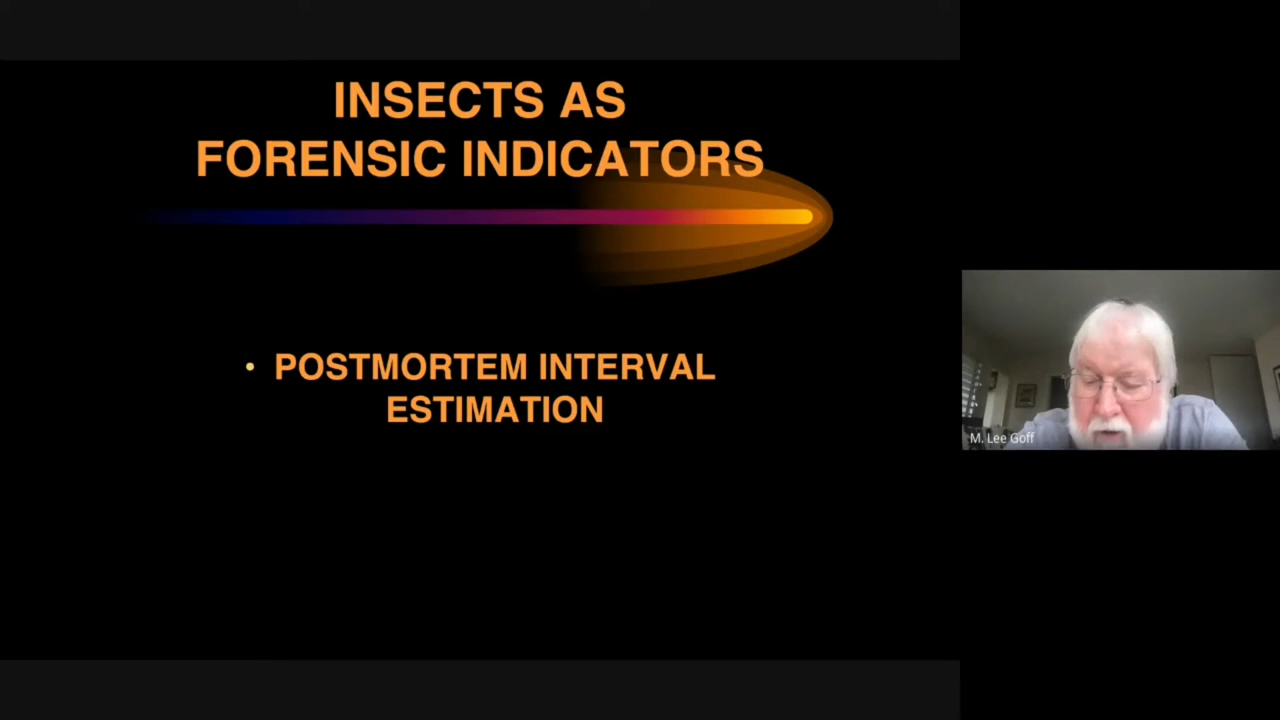 INSECTS AS
FORENSIC INDICATORS
• POSTMORTEM INTERVAL
ESTIMATION
M. Lee Goff